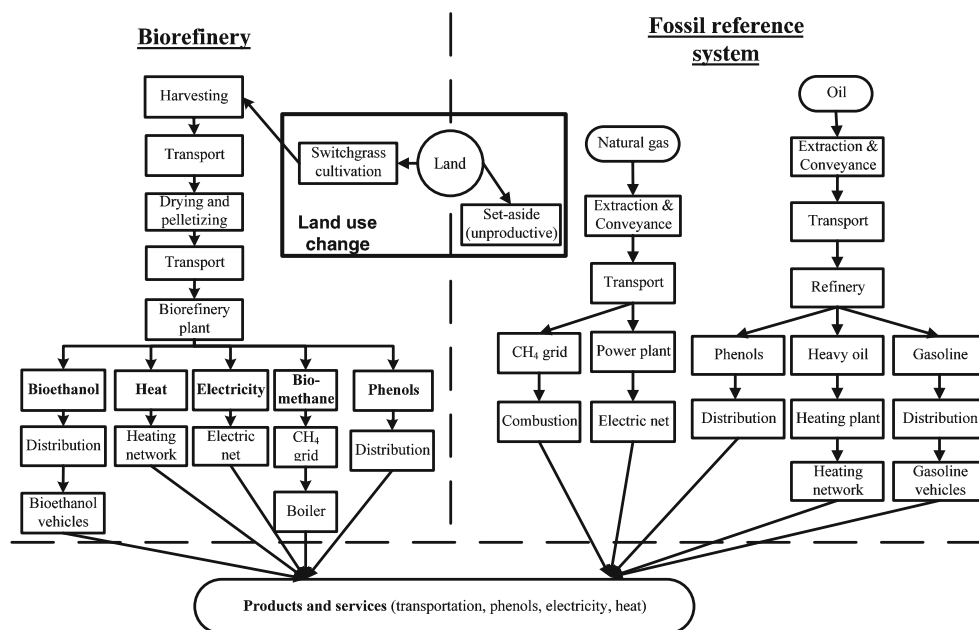 Biorefinery
Fossil reference
system
Harvesting
Transport
Drying and
pelletizing
Transport
Biorefinery
plant
Bioethanol
Heat
Electricity
Bio-
methane
Phenols
Distribution
Heating
network
Electric
net
CH₄
grid
Distribution
Bioethanol
vehicles
Boiler
Switchgrass
cultivation
Land
Land use
change
Set-aside
(unproductive)
Natural gas
Extraction &
Conveyance
Transport
CH₄ grid
Power plant
Combustion
Electric net
Oil
Extraction &
Conveyance
Transport
Refinery
Phenols
Heavy oil
Gasoline
Distribution
Heating plant
Distribution
Heating
network
Gasoline
vehicles
Products and services (transportation, phenols, electricity, heat)